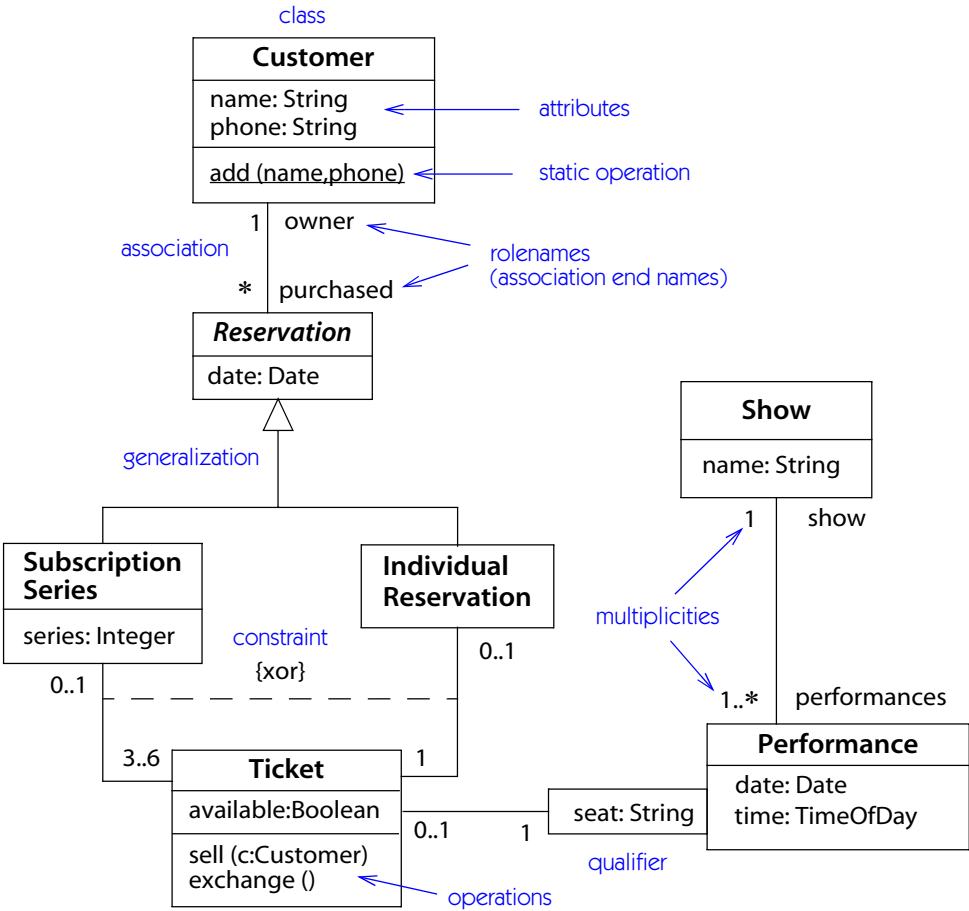 class
Customer
name: String
phone: String
attributes
add (name,phone)
static operation
1 owner
association
rolenames
(association end names)
* purchased
Reservation
date: Date
generalization
Show
name: String
1 show
Subscription
Series
series: Integer
Individual
Reservation
constraint
{xor}
0..1
0..1
multiplicities
1..* performances
3..6
1
Ticket
available:Boolean
sell (c:Customer)
exchange ()
operations
0..1
1
seat: String
qualifier
Performance
date: Date
time: TimeOfDay